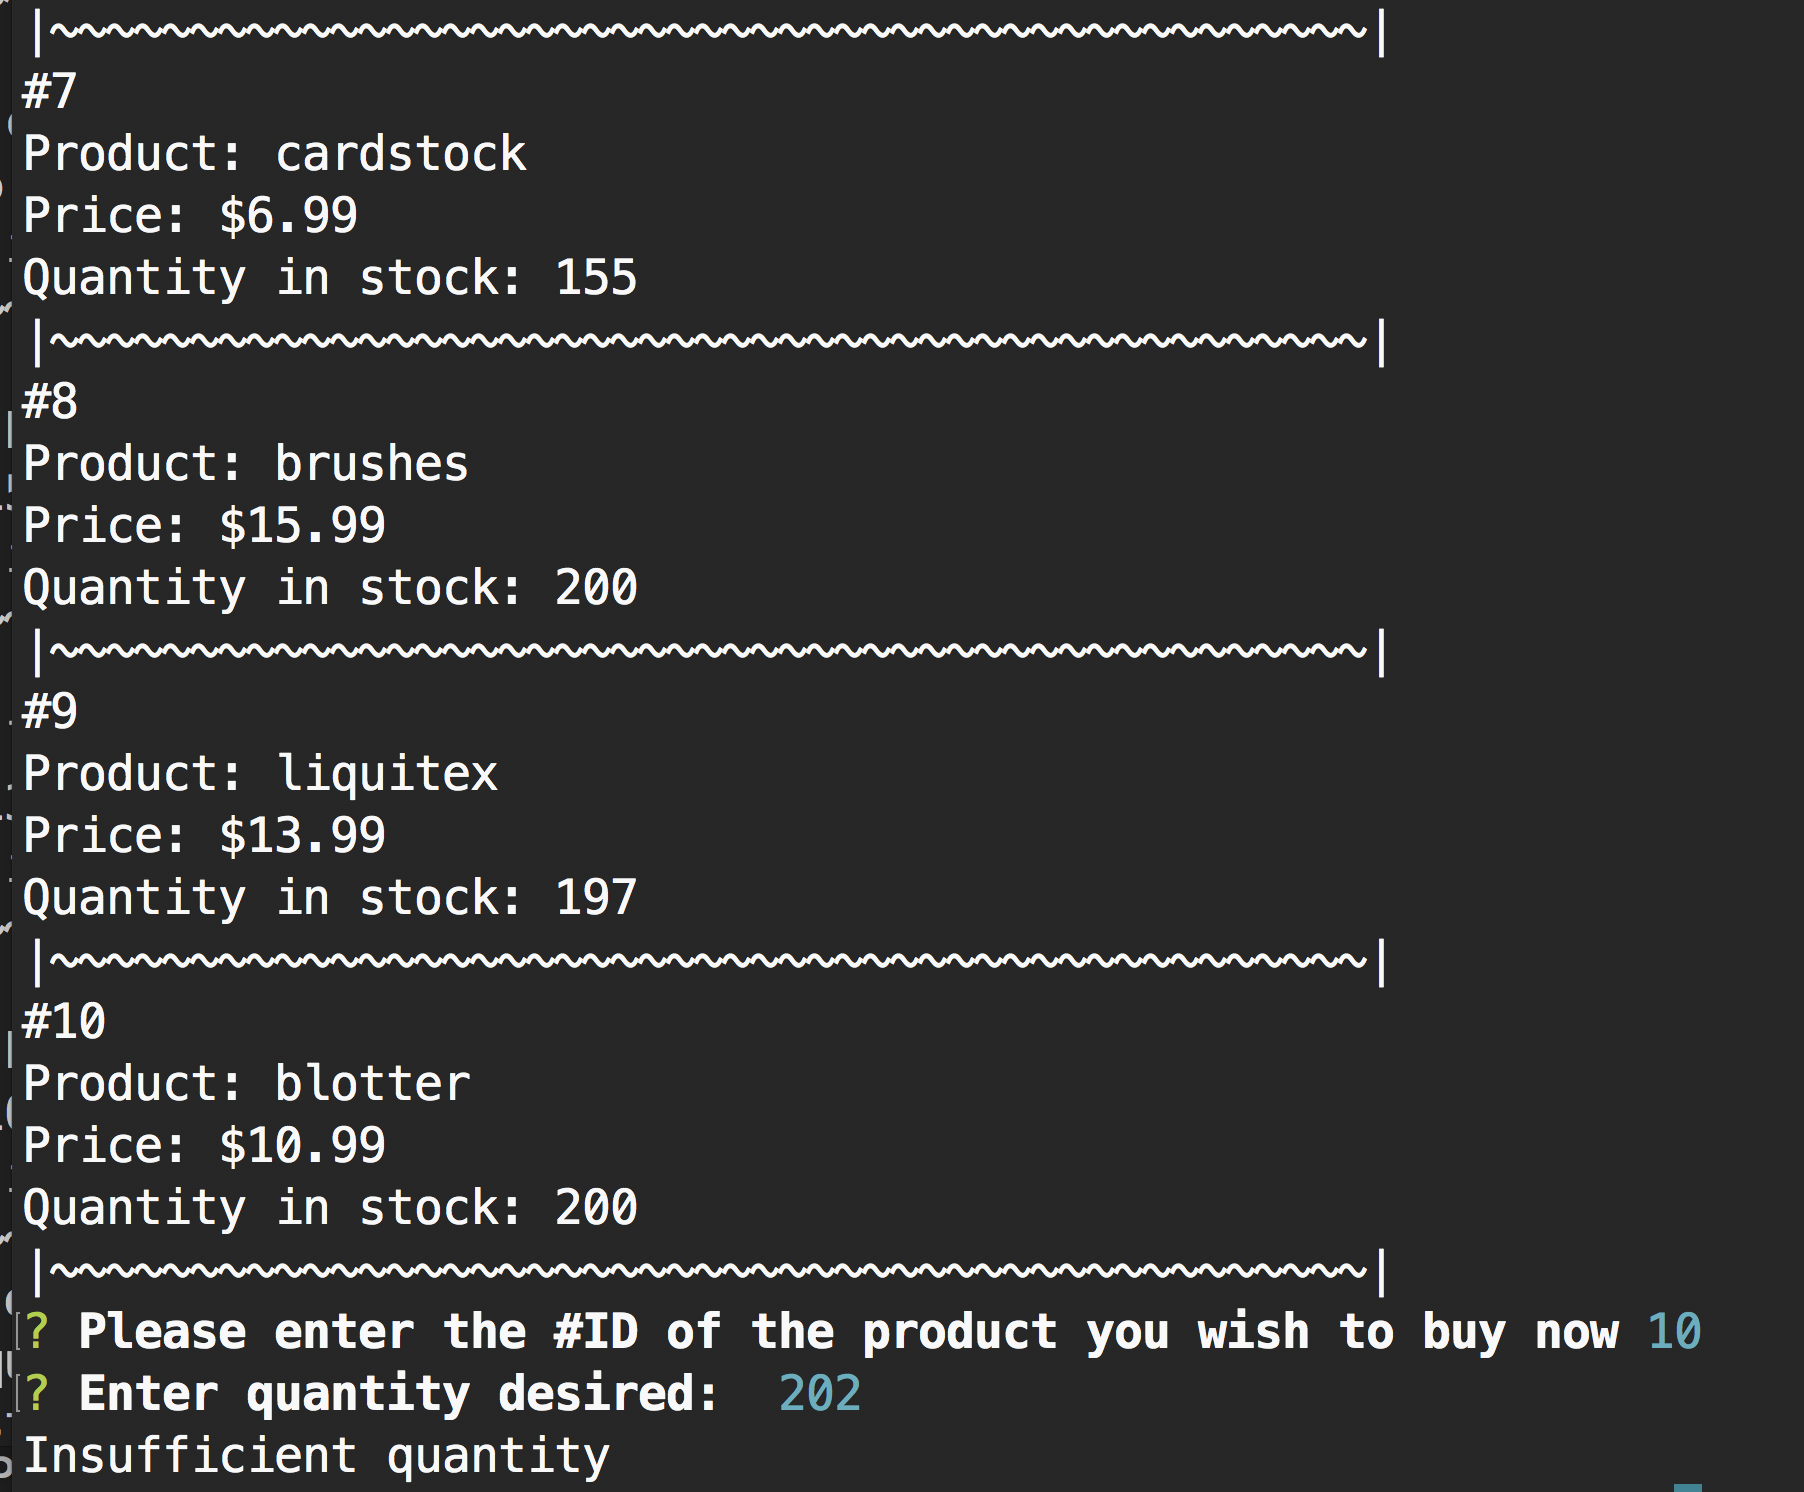 |~~~~~~~~~~~~~~~~~~~~~~~~~~~~~~~~~~~~~~~~~~~~~~~|
#7
Product: cardstock
Price: $6.99
Quantity in stock: 155
|~~~~~~~~~~~~~~~~~~~~~~~~~~~~~~~~~~~~~~~~~~~~~~~|
#8
Product: brushes
Price: $15.99
Quantity in stock: 200
|~~~~~~~~~~~~~~~~~~~~~~~~~~~~~~~~~~~~~~~~~~~~~~~|
#9
Product: liquitex
Price: $13.99
Quantity in stock: 197
|~~~~~~~~~~~~~~~~~~~~~~~~~~~~~~~~~~~~~~~~~~~~~~~|
#10
Product: blotter
Price: $10.99
Quantity in stock: 200
|~~~~~~~~~~~~~~~~~~~~~~~~~~~~~~~~~~~~~~~~~~~~~~~|
? Please enter the #ID of the product you wish to buy now 10
? Enter quantity desired:  202
Insufficient quantity